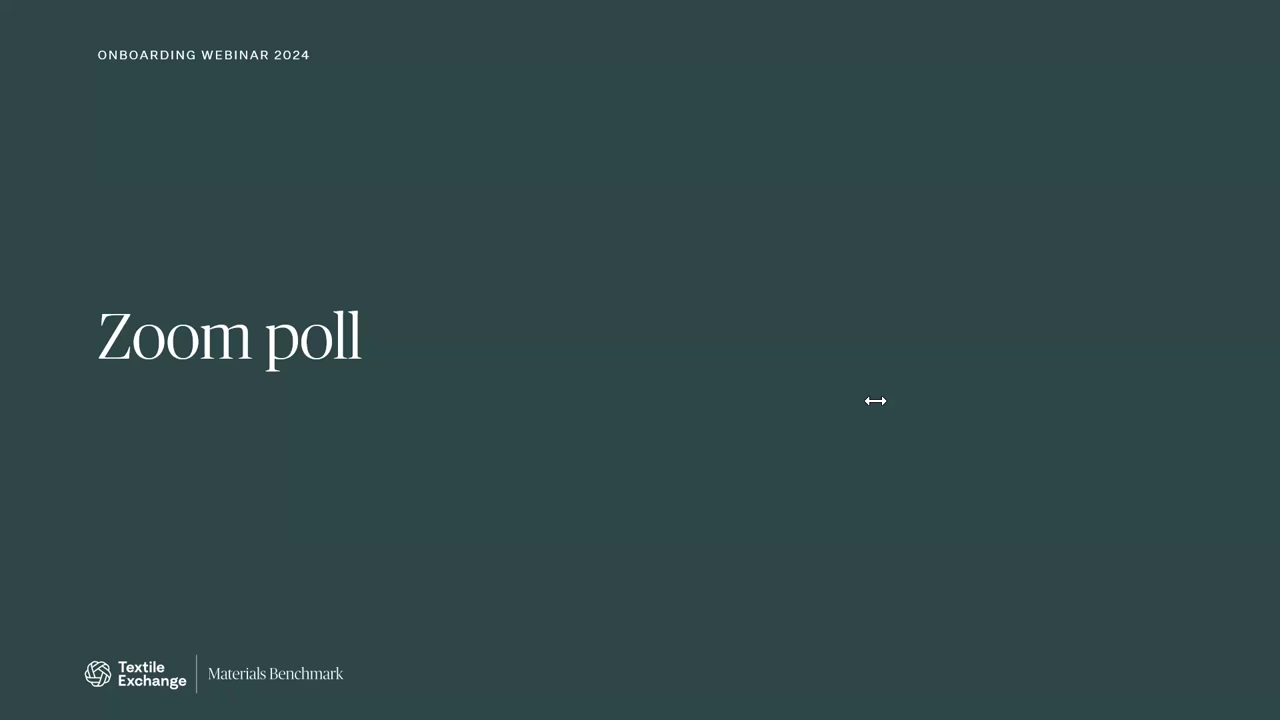 ONBOARDING WEBINAR 2024
Zoom poll
Textile
Exchange
Materials Benchmark